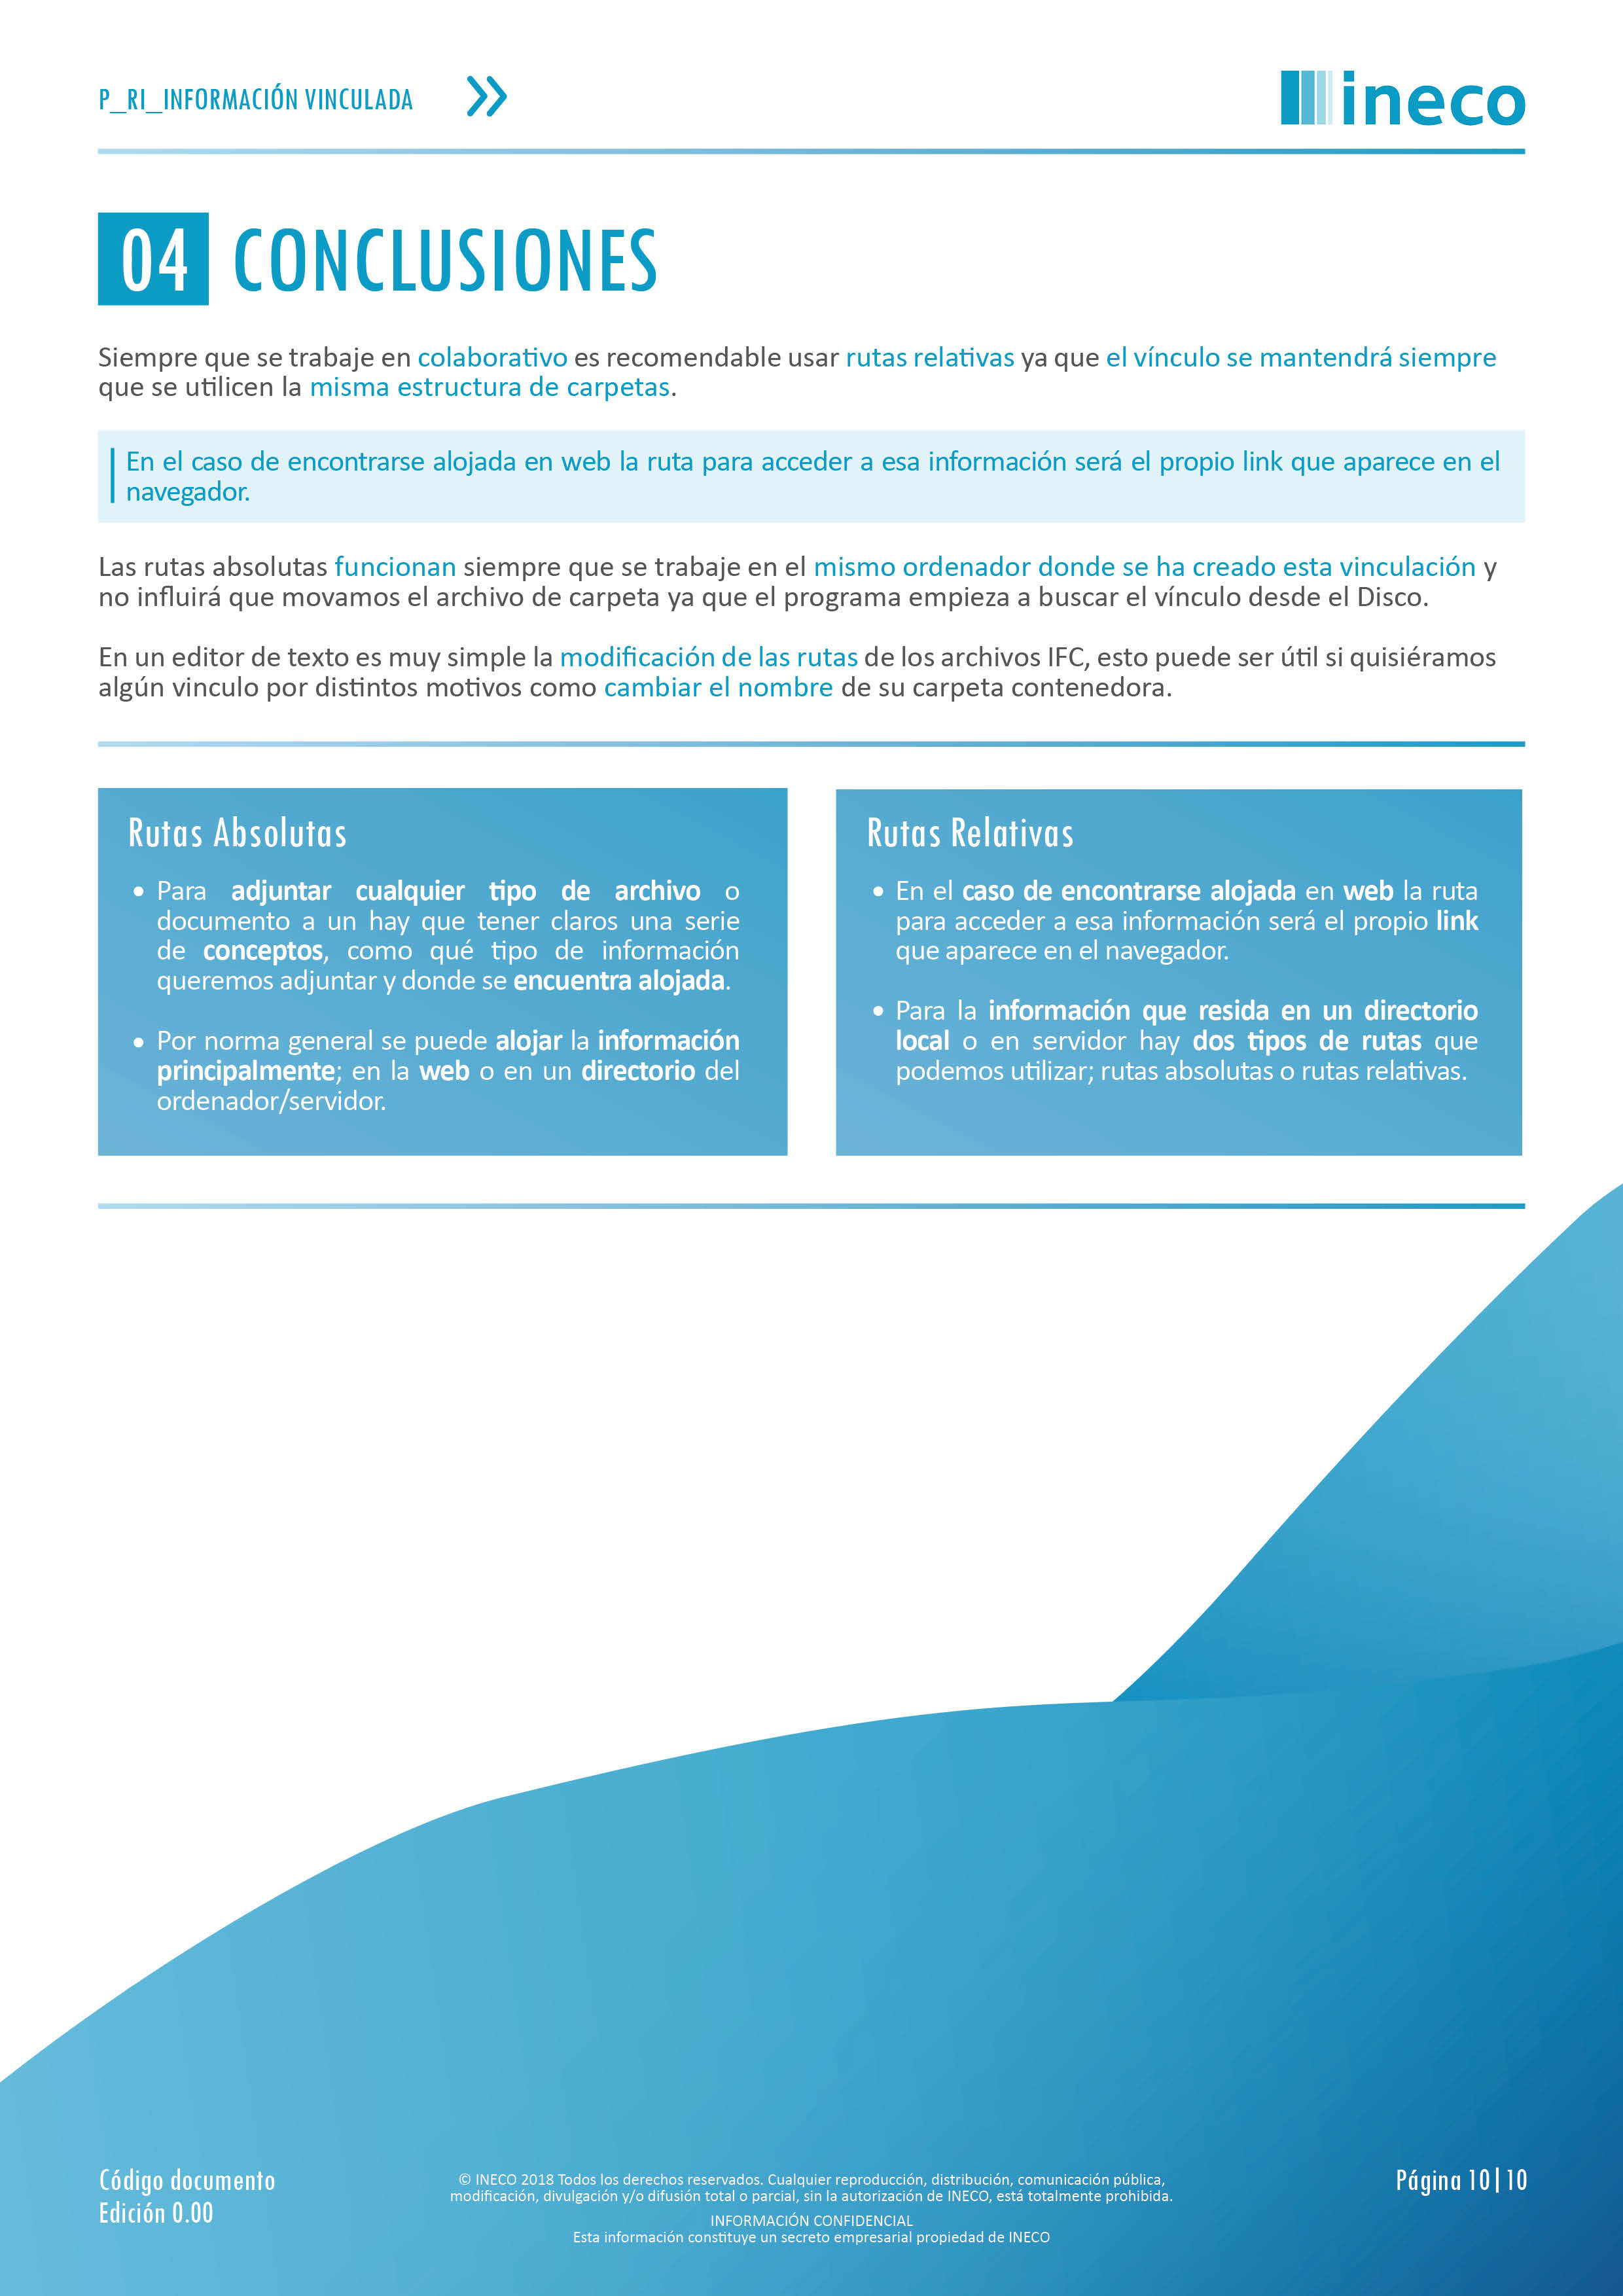 P_RI_INFORMACIÓN VINCULADA
ineco
04 CONCLUSIONES
Siempre que se trabaje en colaborativo es recomendable usar rutas relativas ya que el vínculo se mantendrá siempre
que se utilicen la misma estructura de carpetas.
En el caso de encontrarse alojada en web la ruta para acceder a esa información será el propio link que aparece en el
navegador.
Las rutas absolutas funcionan siempre que se trabaje en el mismo ordenador donde se ha creado esta vinculación y
no influirá que movamos el archivo de carpeta ya que el programa empieza a buscar el vínculo desde el Disco.
En un editor de texto es muy simple la modificación de las rutas de los archivos IFC, esto puede ser útil si quisiéramos
algún vinculo por distintos motivos como cambiar el nombre de su carpeta contenedora.
Rutas Absolutas
• Para adjuntar cualquier tipo de archivo o
documento a un hay que tener claros una serie
de conceptos, como qué tipo de información
queremos adjuntar y donde se encuentra alojada.
• Por norma general se puede alojar la información
principalmente; en la web o en un directorio del
ordenador/servidor.
Rutas Relativas
• En el caso de encontrarse alojada en web la ruta
para acceder a esa información será el propio link
que aparece en el navegador.
• Para la información que resida en un directorio
local o en servidor hay dos tipos de rutas que
podemos utilizar; rutas absolutas o rutas relativas.
Código documento
Edición 0.00
© INECO 2018 Todos los derechos reservados. Cualquier reproducción, distribución, comunicación pública,
modificación, divulgación y/o difusión total o parcial, sin la autorización de INECO, está totalmente prohibida.
INFORMACIÓN CONFIDENCIAL
Esta información constituye un secreto empresarial propiedad de INECO
Página 10|10